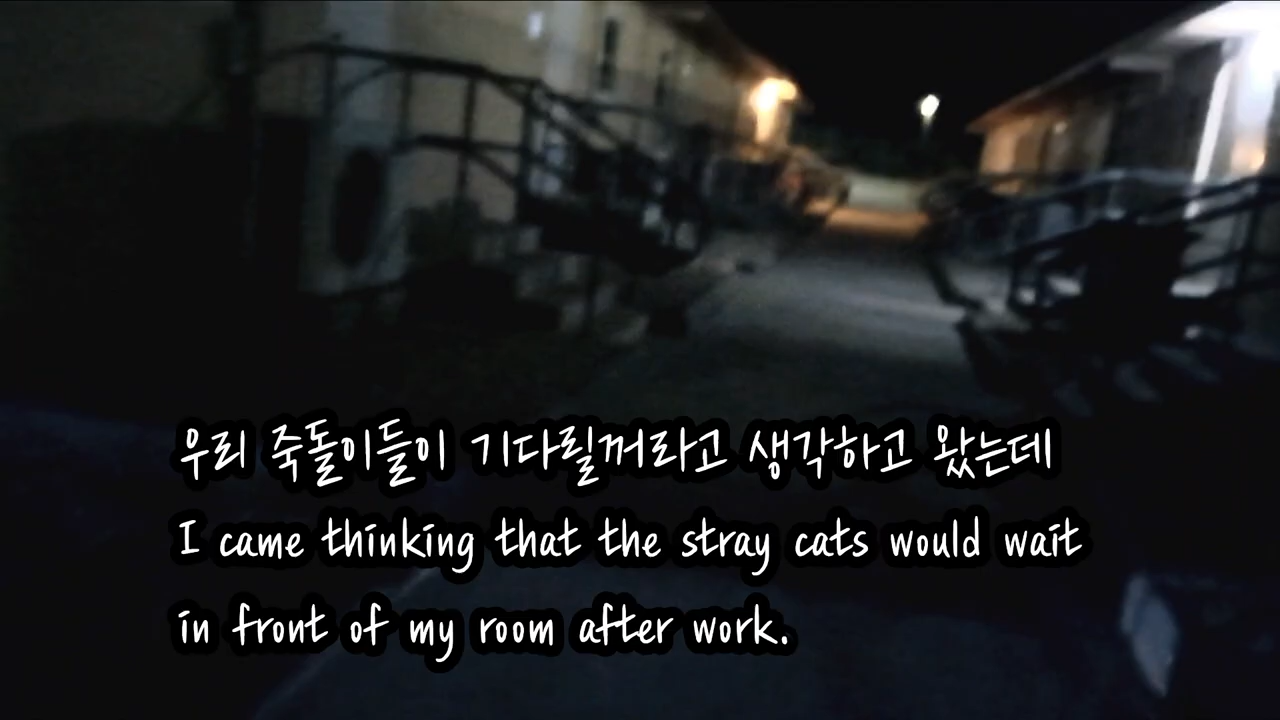 우리 죽돌이들이 기다릴꺼라고 생각하고 왔는데
I came thinking that the stray cats would wait
in front of my room after work.